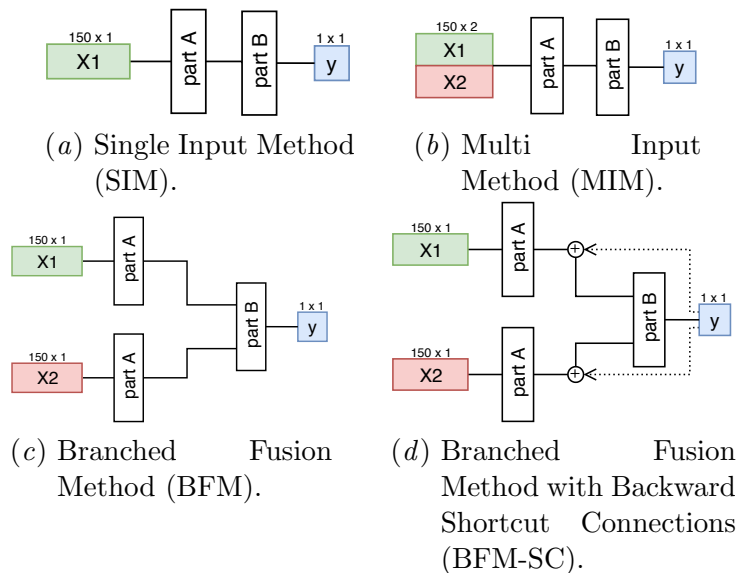 150 x 1
X1
part A
part B
1 x 1
y
(a) Single Input Method
(SIM).
150 x 2
X1
X2
part A
part B
1 x 1
y
(b) Multi Input
Method (MIM).
150 x 1
X1
part A
150 x 1
X2
part A
part B
1 x 1
y
(c) Branched Fusion
Method (BFM).
150 x 1
X1
part A
+
150 x 1
X2
part A
+
part B
1 x 1
y
(d) Branched Fusion
Method with Backward
Shortcut Connections
(BFM-SC).